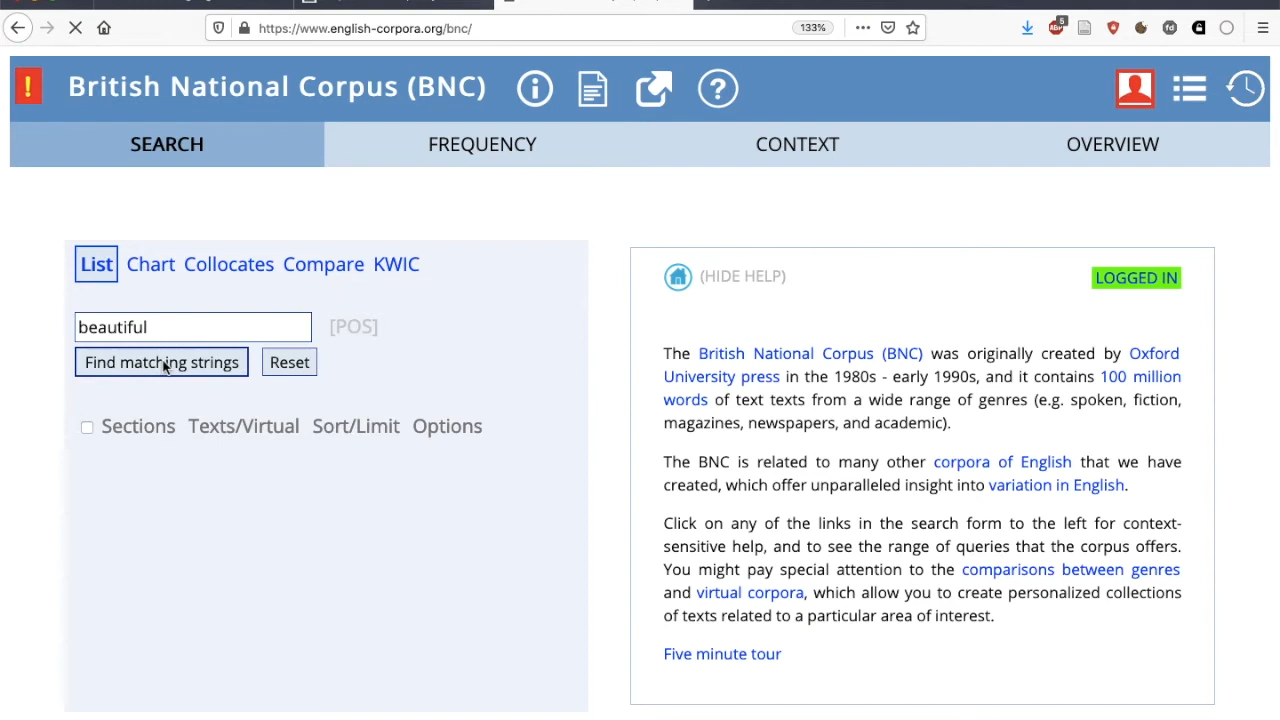 https://www.english-corpora.org/bnc/
133%
5
ABP
fd
! British National Corpus (BNC)
SEARCH FREQUENCY CONTEXT OVERVIEW
List Chart Collocates Compare KWIC
beautiful [POS]
Find matching strings Reset
Sections Texts/Virtual Sort/Limit Options
(HIDE HELP) LOGGED IN
The British National Corpus (BNC) was originally created by Oxford
University press in the 1980s - early 1990s, and it contains 100 million
words of text texts from a wide range of genres (e.g. spoken, fiction,
magazines, newspapers, and academic).
The BNC is related to many other corpora of English that we have
created, which offer unparalleled insight into variation in English.
Click on any of the links in the search form to the left for context-
sensitive help, and to see the range of queries that the corpus offers.
You might pay special attention to the comparisons between genres
and virtual corpora, which allow you to create personalized collections
of texts related to a particular area of interest.
Five minute tour